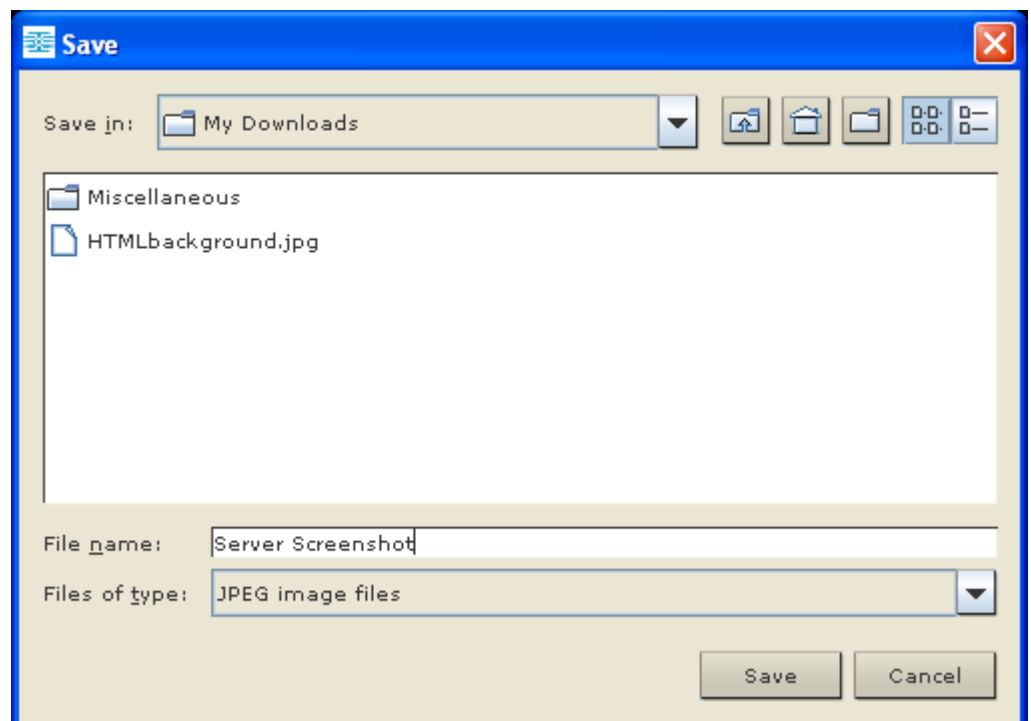 Save
Save in: My Downloads
Miscellaneous
HTMLbackground.jpg
File name: Server Screenshot
Files of type: JPEG image files
Save Cancel